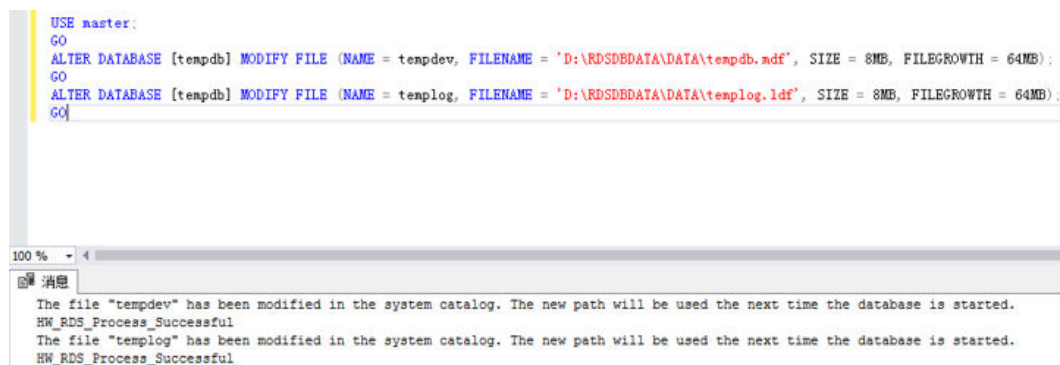 USE master;
GO
ALTER DATABASE [tempdb] MODIFY FILE (NAME = tempdev, FILENAME = 'D:\RDSDBDATA\DATA\tempdb.mdf', SIZE = 8MB, FILEGROWTH = 64MB);
GO
ALTER DATABASE [tempdb] MODIFY FILE (NAME = templog, FILENAME = 'D:\RDSDBDATA\DATA\templog.ldf', SIZE = 8MB, FILEGROWTH = 64MB);
GO
100 %
消息
The file "tempdev" has been modified in the system catalog. The new path will be used the next time the database is started.
HW_RDS_Process_Successful
The file "templog" has been modified in the system catalog. The new path will be used the next time the database is started.
HW_RDS_Process_Successful